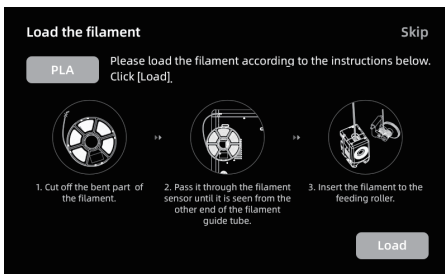 Load the filament
Skip
PLA
Please load the filament according to the instructions below.
Click [Load].
1. Cut off the bent part of
the filament.
2. Pass it through the filament
sensor until it is seen from the
other end of the filament
guide tube.
3. Insert the filament to the
feeding roller.
Load